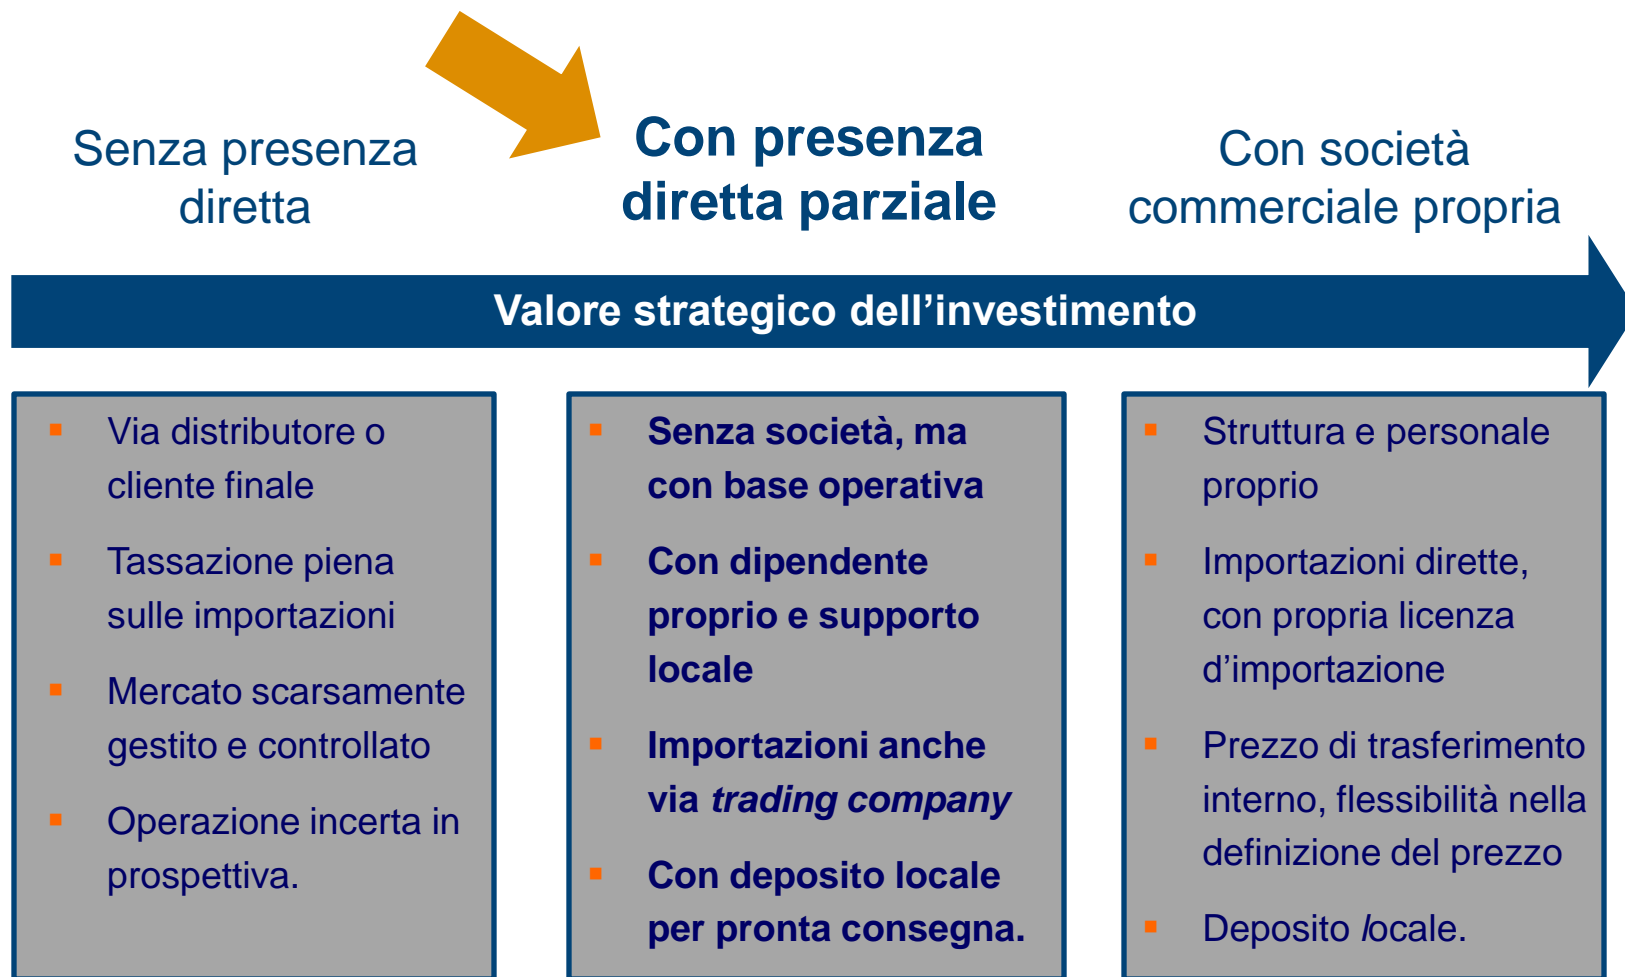 Senza presenza
diretta
Con presenza
diretta parziale
Con società
commerciale propria
Valore strategico dell’investimento
▪ Via distributore o
cliente finale
▪ Tassazione piena
sulle importazioni
▪ Mercato scarsamente
gestito e controllato
▪ Operazione incerta in
prospettiva.
▪ Senza società, ma
con base operativa
▪ Con dipendente
proprio e supporto
locale
▪ Importazioni anche
via trading company
▪ Con deposito locale
per pronta consegna.
▪ Struttura e personale
proprio
▪ Importazioni dirette,
con propria licenza
d’importazione
▪ Prezzo di trasferimento
interno, flessibilità nella
definizione del prezzo
▪ Deposito locale.